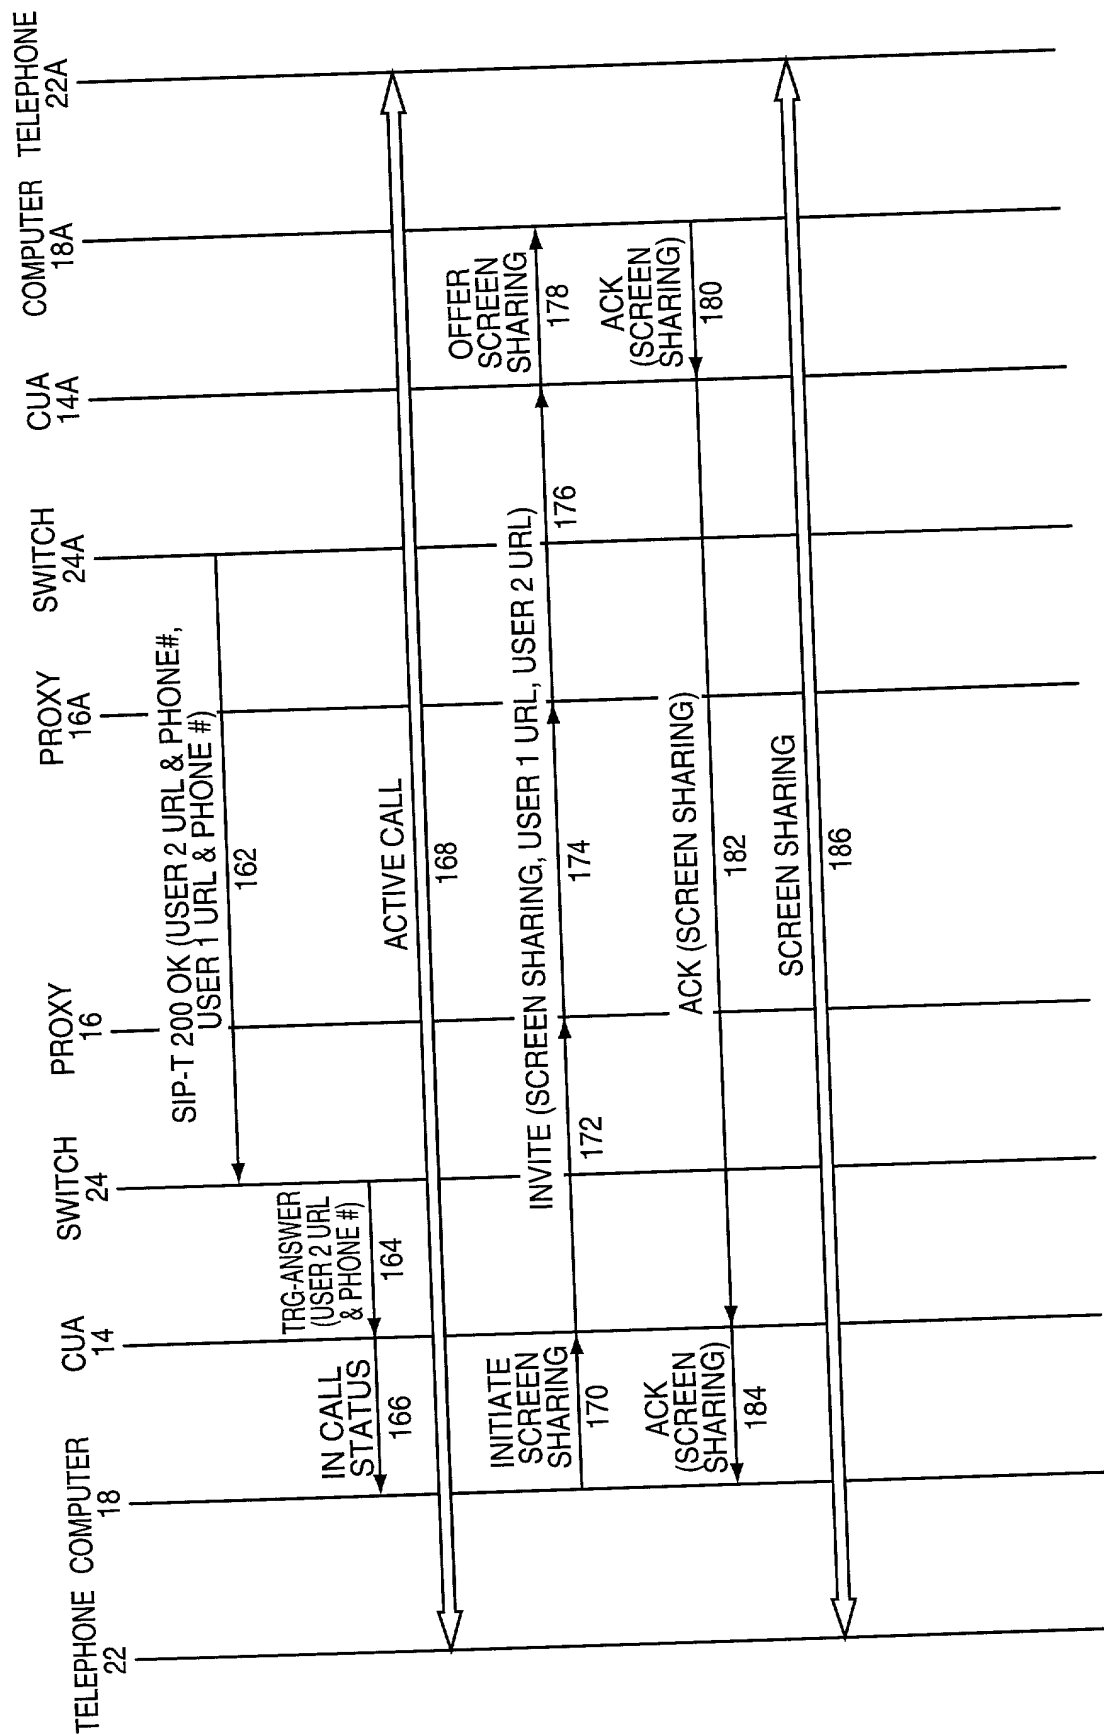 TELEPHONE
22
COMPUTER
18
CUA
14
SWITCH
24
PROXY
16
PROXY
16A
SWITCH
24A
CUA
14A
COMPUTER
18A
TELEPHONE
22A
SIP-T 200 OK (USER 2 URL & PHONE#,
USER 1 URL & PHONE #)
162
TRG-ANSWER
(USER 2 URL
& PHONE #)
164
IN CALL
STATUS
166
ACTIVE CALL
168
INITIATE
SCREEN
SHARING
170
INVITE (SCREEN SHARING, USER 1 URL, USER 2 URL)
172
174
176
OFFER
SCREEN
SHARING
178
ACK
(SCREEN
SHARING)
180
ACK (SCREEN SHARING)
182
ACK
(SCREEN
SHARING)
184
SCREEN SHARING
186